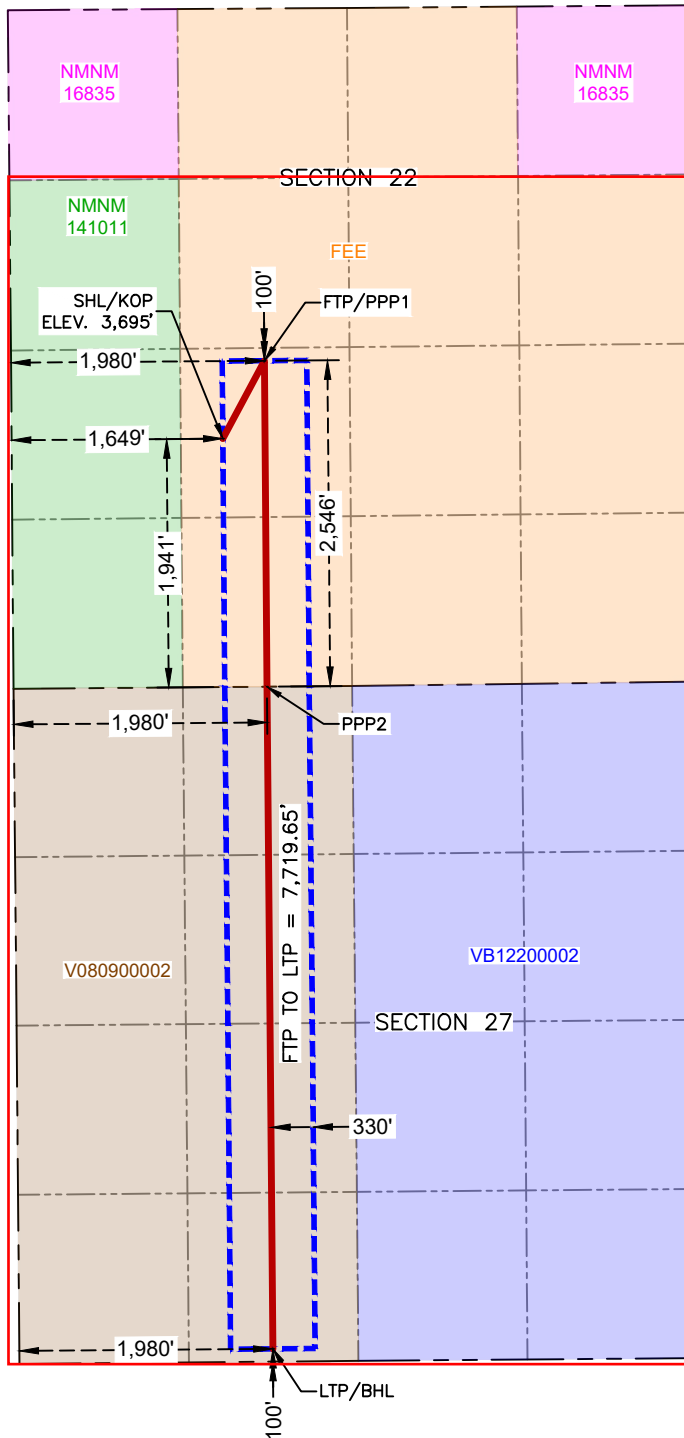 NMNM
16835
NMNM
16835
SECTION 22
NMNM
141011
FEE
SHL/KOP
ELEV. 3,695'
100'
FTP/PPP1
1,980'
1,649'
1,941'
2,546'
1,980'
PPP2
FTP TO LTP = 7,719.65'
V080900002
VB12200002
SECTION 27
330'
1,980'
LTP/BHL
100'